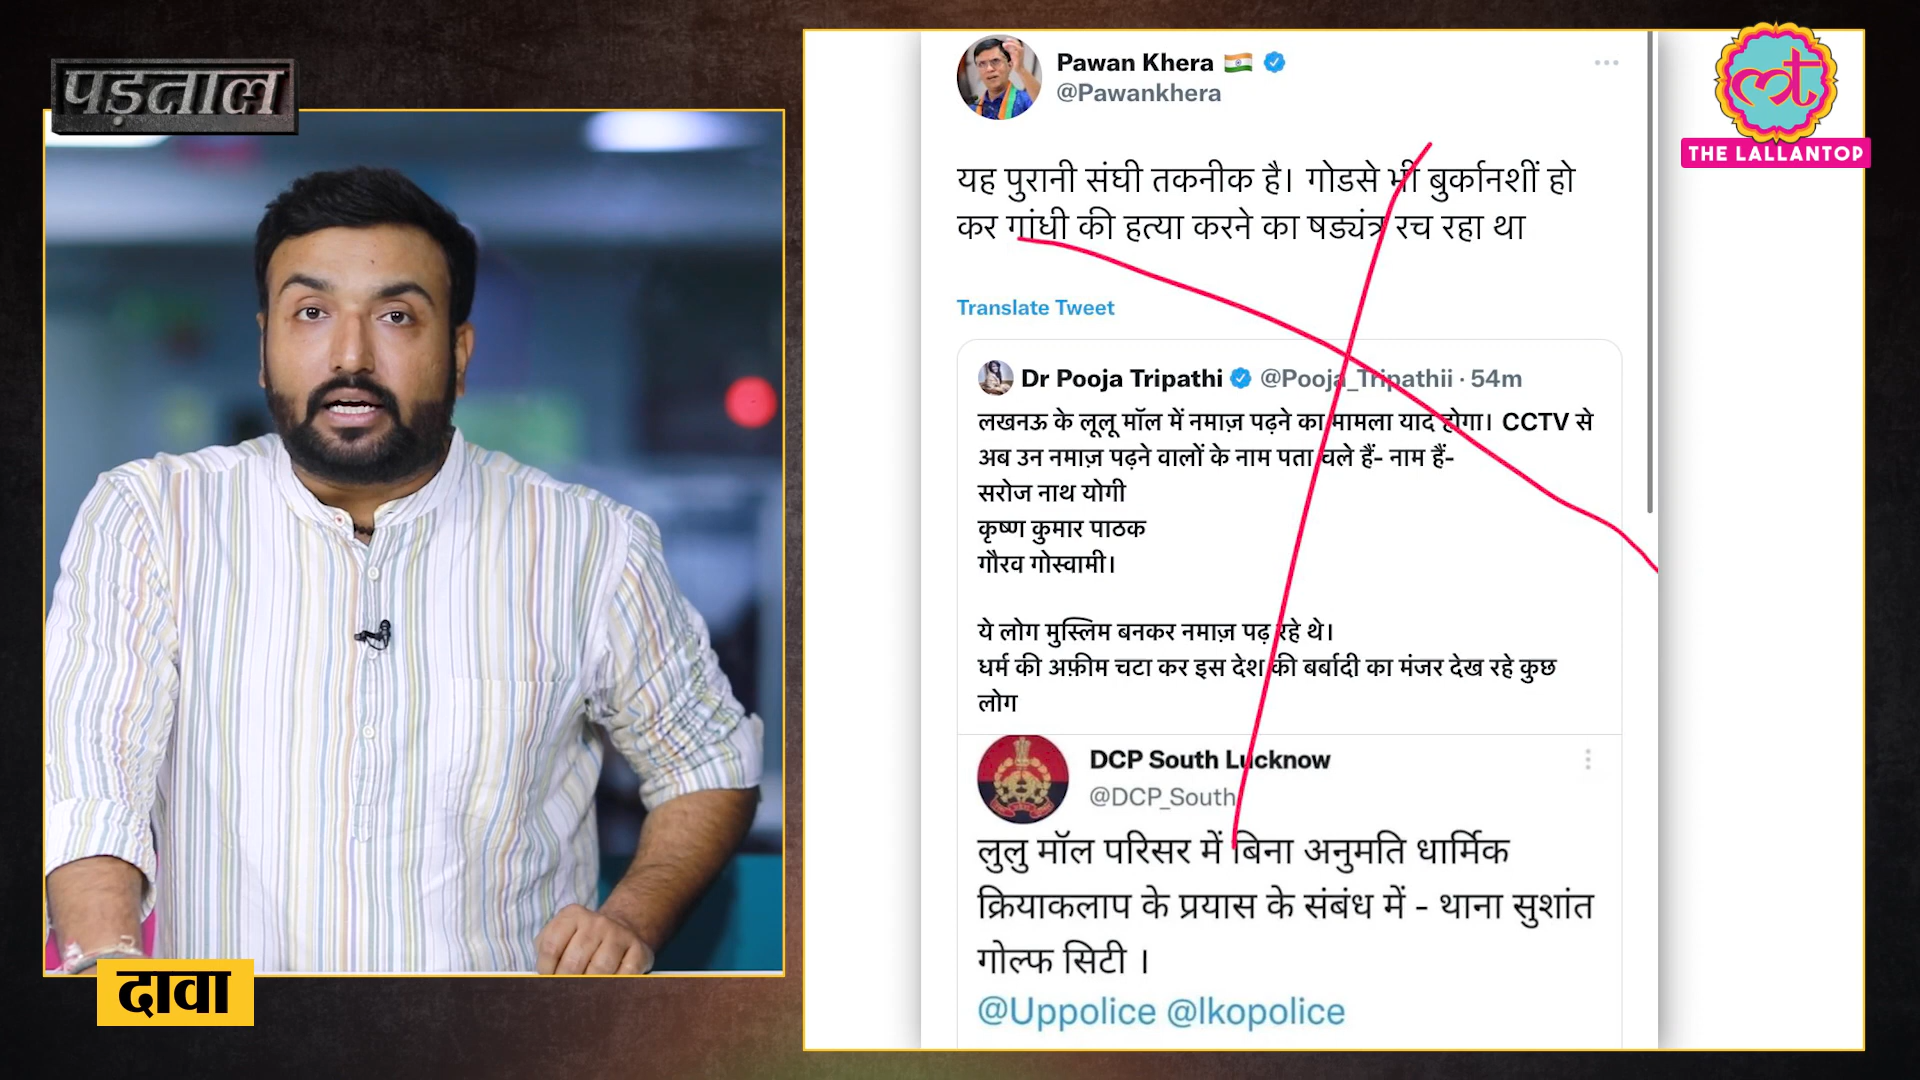 पड़ताल
दावा
THE LALLANTOP
Pawan Khera
@Pawankhera
यह पुरानी संघी तकनीक है। गोडसे भी बुर्कानशीं हो
कर गांधी की हत्या करने का षड्यंत्र रच रहा था
Translate Tweet
Dr Pooja Tripathi @Pooja_Tripathii · 54m
लखनऊ के लूलू मॉल में नमाज़ पढ़ने का मामला याद होगा। CCTV से
अब उन नमाज़ पढ़ने वालों के नाम पता चले हैं- नाम हैं-
सरोज नाथ योगी
कृष्ण कुमार पाठक
गौरव गोस्वामी।
ये लोग मुस्लिम बनकर नमाज़ पढ़ रहे थे।
धर्म की अफ़ीम चटा कर इस देश की बर्बादी का मंजर देख रहे कुछ
लोग
DCP South Lucknow
@DCP_South
लुलु मॉल परिसर में बिना अनुमति धार्मिक
क्रियाकलाप के प्रयास के संबंध में - थाना सुशांत
गोल्फ सिटी ।
@Uppolice @lkopolice